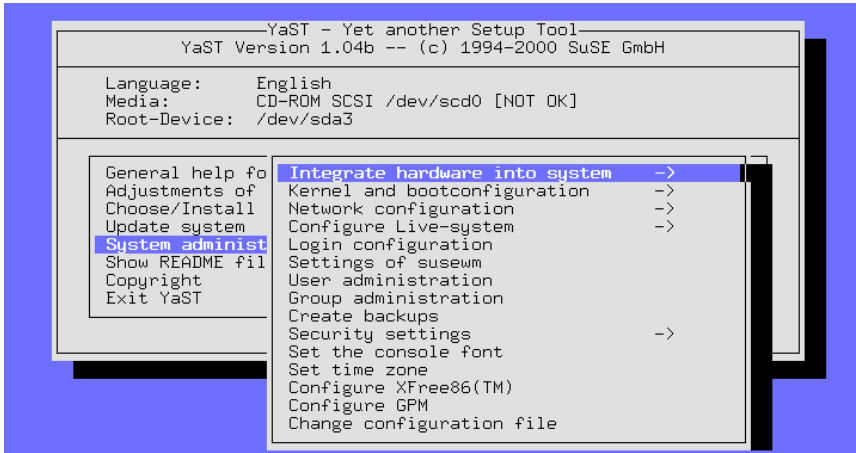 YaST - Yet another Setup Tool
YaST Version 1.04b -- (c) 1994-2000 SuSE GmbH
Language: English
Media: CD-ROM SCSI /dev/scd0 [NOT OK]
Root-Device: /dev/sda3
General help fo
Adjustments of
Choose/Install
Update system
System administ
Show README fil
Copyright
Exit YaST
Integrate hardware into system ->
Kernel and bootconfiguration ->
Network configuration ->
Configure Live-system ->
Login configuration
Settings of susewm
User administration
Group administration
Create backups
Security settings ->
Set the console font
Set time zone
Configure XFree86(TM)
Configure GPM
Change configuration file